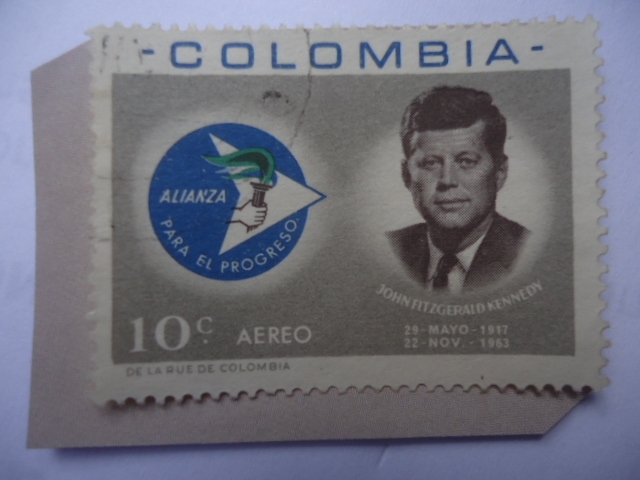 -COLOMBIA-
ALIANZA
PARA EL PROGRESO.
JOHN FITZGERALD KENNEDY
10c. AEREO
29-MAYO-1917
22-NOV.-1963
DE LA RUE DE COLOMBIA